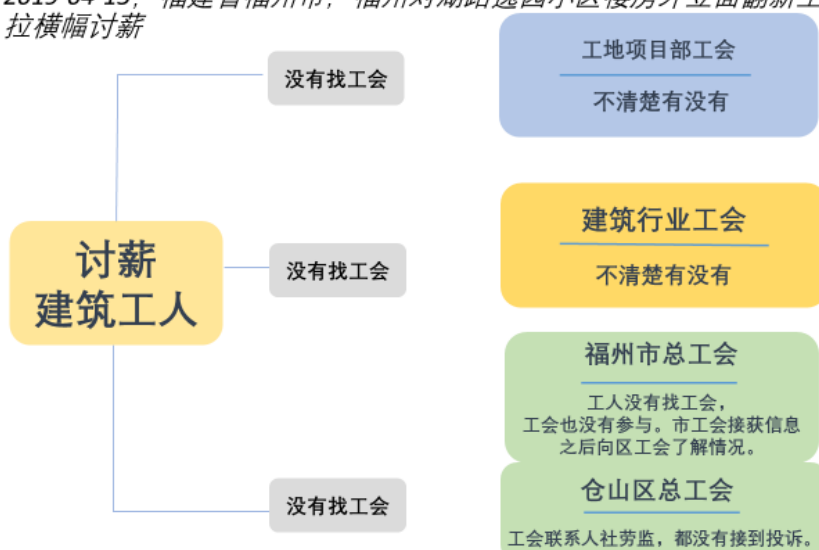 2019-04-15，福建省福州市，福州对湖路逸园小区楼房外立面翻新工
拉横幅讨薪
没有找工会
工地项目部工会
不清楚有没有
讨薪
建筑工人
没有找工会
建筑行业工会
不清楚有没有
福州市总工会
工人没有找工会，
工会也没有参与。市工会接获信息
之后向区工会了解情况。
没有找工会
仓山区总工会
工会联系人社劳监，都没有接到投诉。